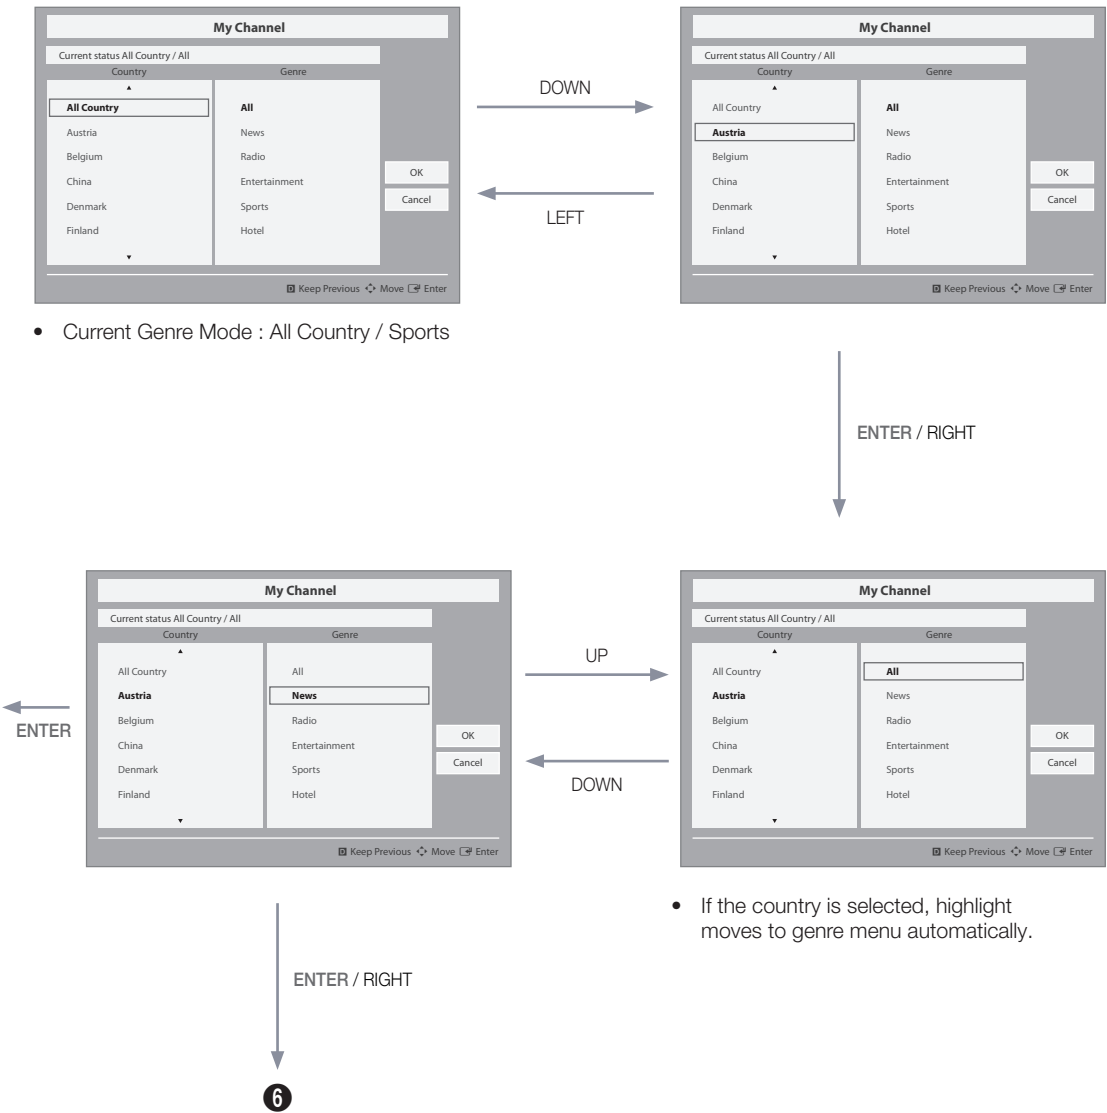 My Channel
Current status All Country / All
Country Genre
▲
All Country All
Austria News
Belgium Radio
China Entertainment
Denmark Sports
Finland Hotel
▼
OK
Cancel
D Keep Previous Move Enter
• Current Genre Mode : All Country / Sports
DOWN
LEFT
My Channel
Current status All Country / All
Country Genre
▲
All Country All
Austria News
Belgium Radio
China Entertainment
Denmark Sports
Finland Hotel
▼
OK
Cancel
D Keep Previous Move Enter
ENTER / RIGHT
My Channel
Current status All Country / All
Country Genre
▲
All Country All
Austria News
Belgium Radio
China Entertainment
Denmark Sports
Finland Hotel
▼
OK
Cancel
D Keep Previous Move Enter
ENTER
UP
DOWN
My Channel
Current status All Country / All
Country Genre
▲
All Country All
Austria News
Belgium Radio
China Entertainment
Denmark Sports
Finland Hotel
▼
OK
Cancel
D Keep Previous Move Enter
• If the country is selected, highlight
moves to genre menu automatically.
ENTER / RIGHT
6